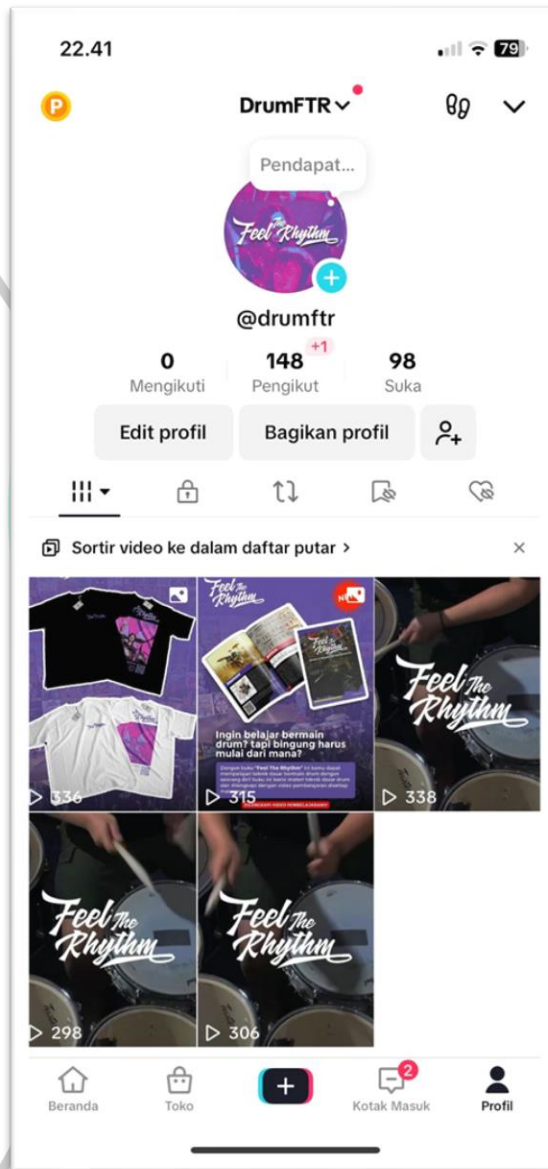 22.41
79
P
DrumFTR
Pendapat...
Feel The Rhythm
@drumftr
0
Mengikuti
148
+1
Pengikut
98
Suka
Edit profil
Bagikan profil
Sortir video ke dalam daftar putar >
336
Feel The
Rhythm
Ingin belajar bermain
drum? tapi bingung harus
mulai dari mana?
315
Feel The
Rhythm
338
Feel The
Rhythm
298
Feel The
Rhythm
306
Beranda
Toko
2
Kotak Masuk
Profil